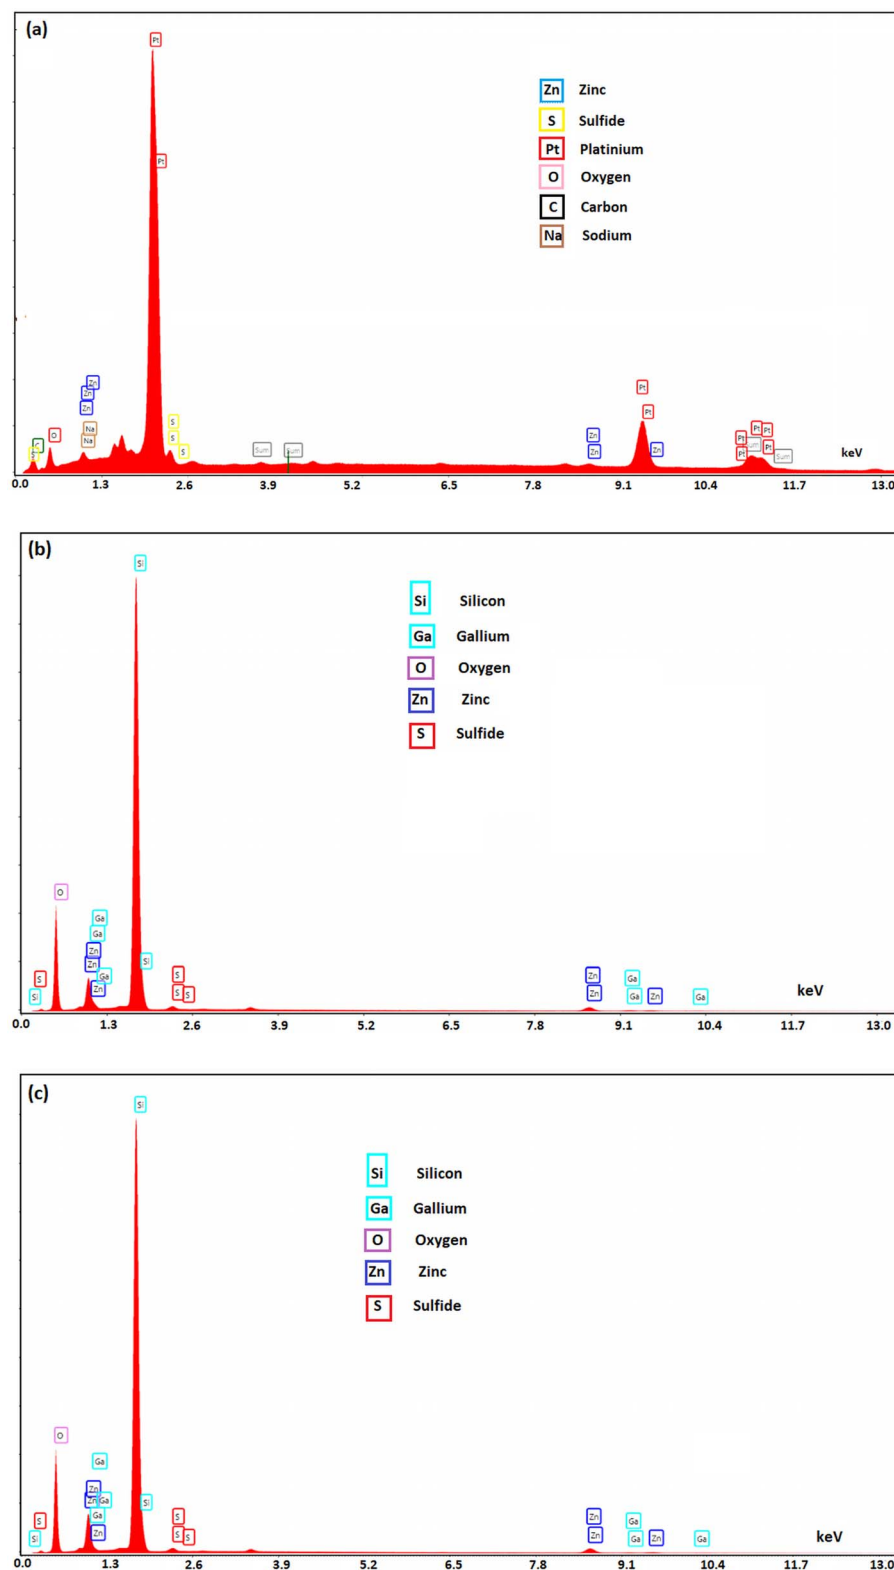 (a)
Pt
Pt
Zn Zinc
S Sulfide
Pt Platinium
O Oxygen
C Carbon
Na Sodium
Zn
Zn
Zn
Na
Na
C
O
S
S
S
Sum
Sum
Pt
Pt
Zn
Zn
Zn
Pt
Pt
Pt
Pt
Pt
Sum
Sum
keV
0.0 1.3 2.6 3.9 5.2 6.5 7.8 9.1 10.4 11.7 13.0
(b)
Si
Si Silicon
Ga Gallium
O Oxygen
Zn Zinc
S Sulfide
O
Ga
Ga
Zn
Zn
Ga
Zn
Si
S
Si
S
S
S
Zn
Zn
Ga
Ga
Zn
Ga
keV
0.0 1.3 2.6 3.9 5.2 6.5 7.8 9.1 10.4 11.7 13.0
(c)
Si
Si Silicon
Ga Gallium
O Oxygen
Zn Zinc
S Sulfide
O
Ga
Zn
Zn
Ga
Ga
Zn
Si
S
Si
S
S
S
Zn
Zn
Ga
Ga
Zn
Ga
keV
0.0 1.3 2.6 3.9 5.2 6.5 7.8 9.1 10.4 11.7 13.0